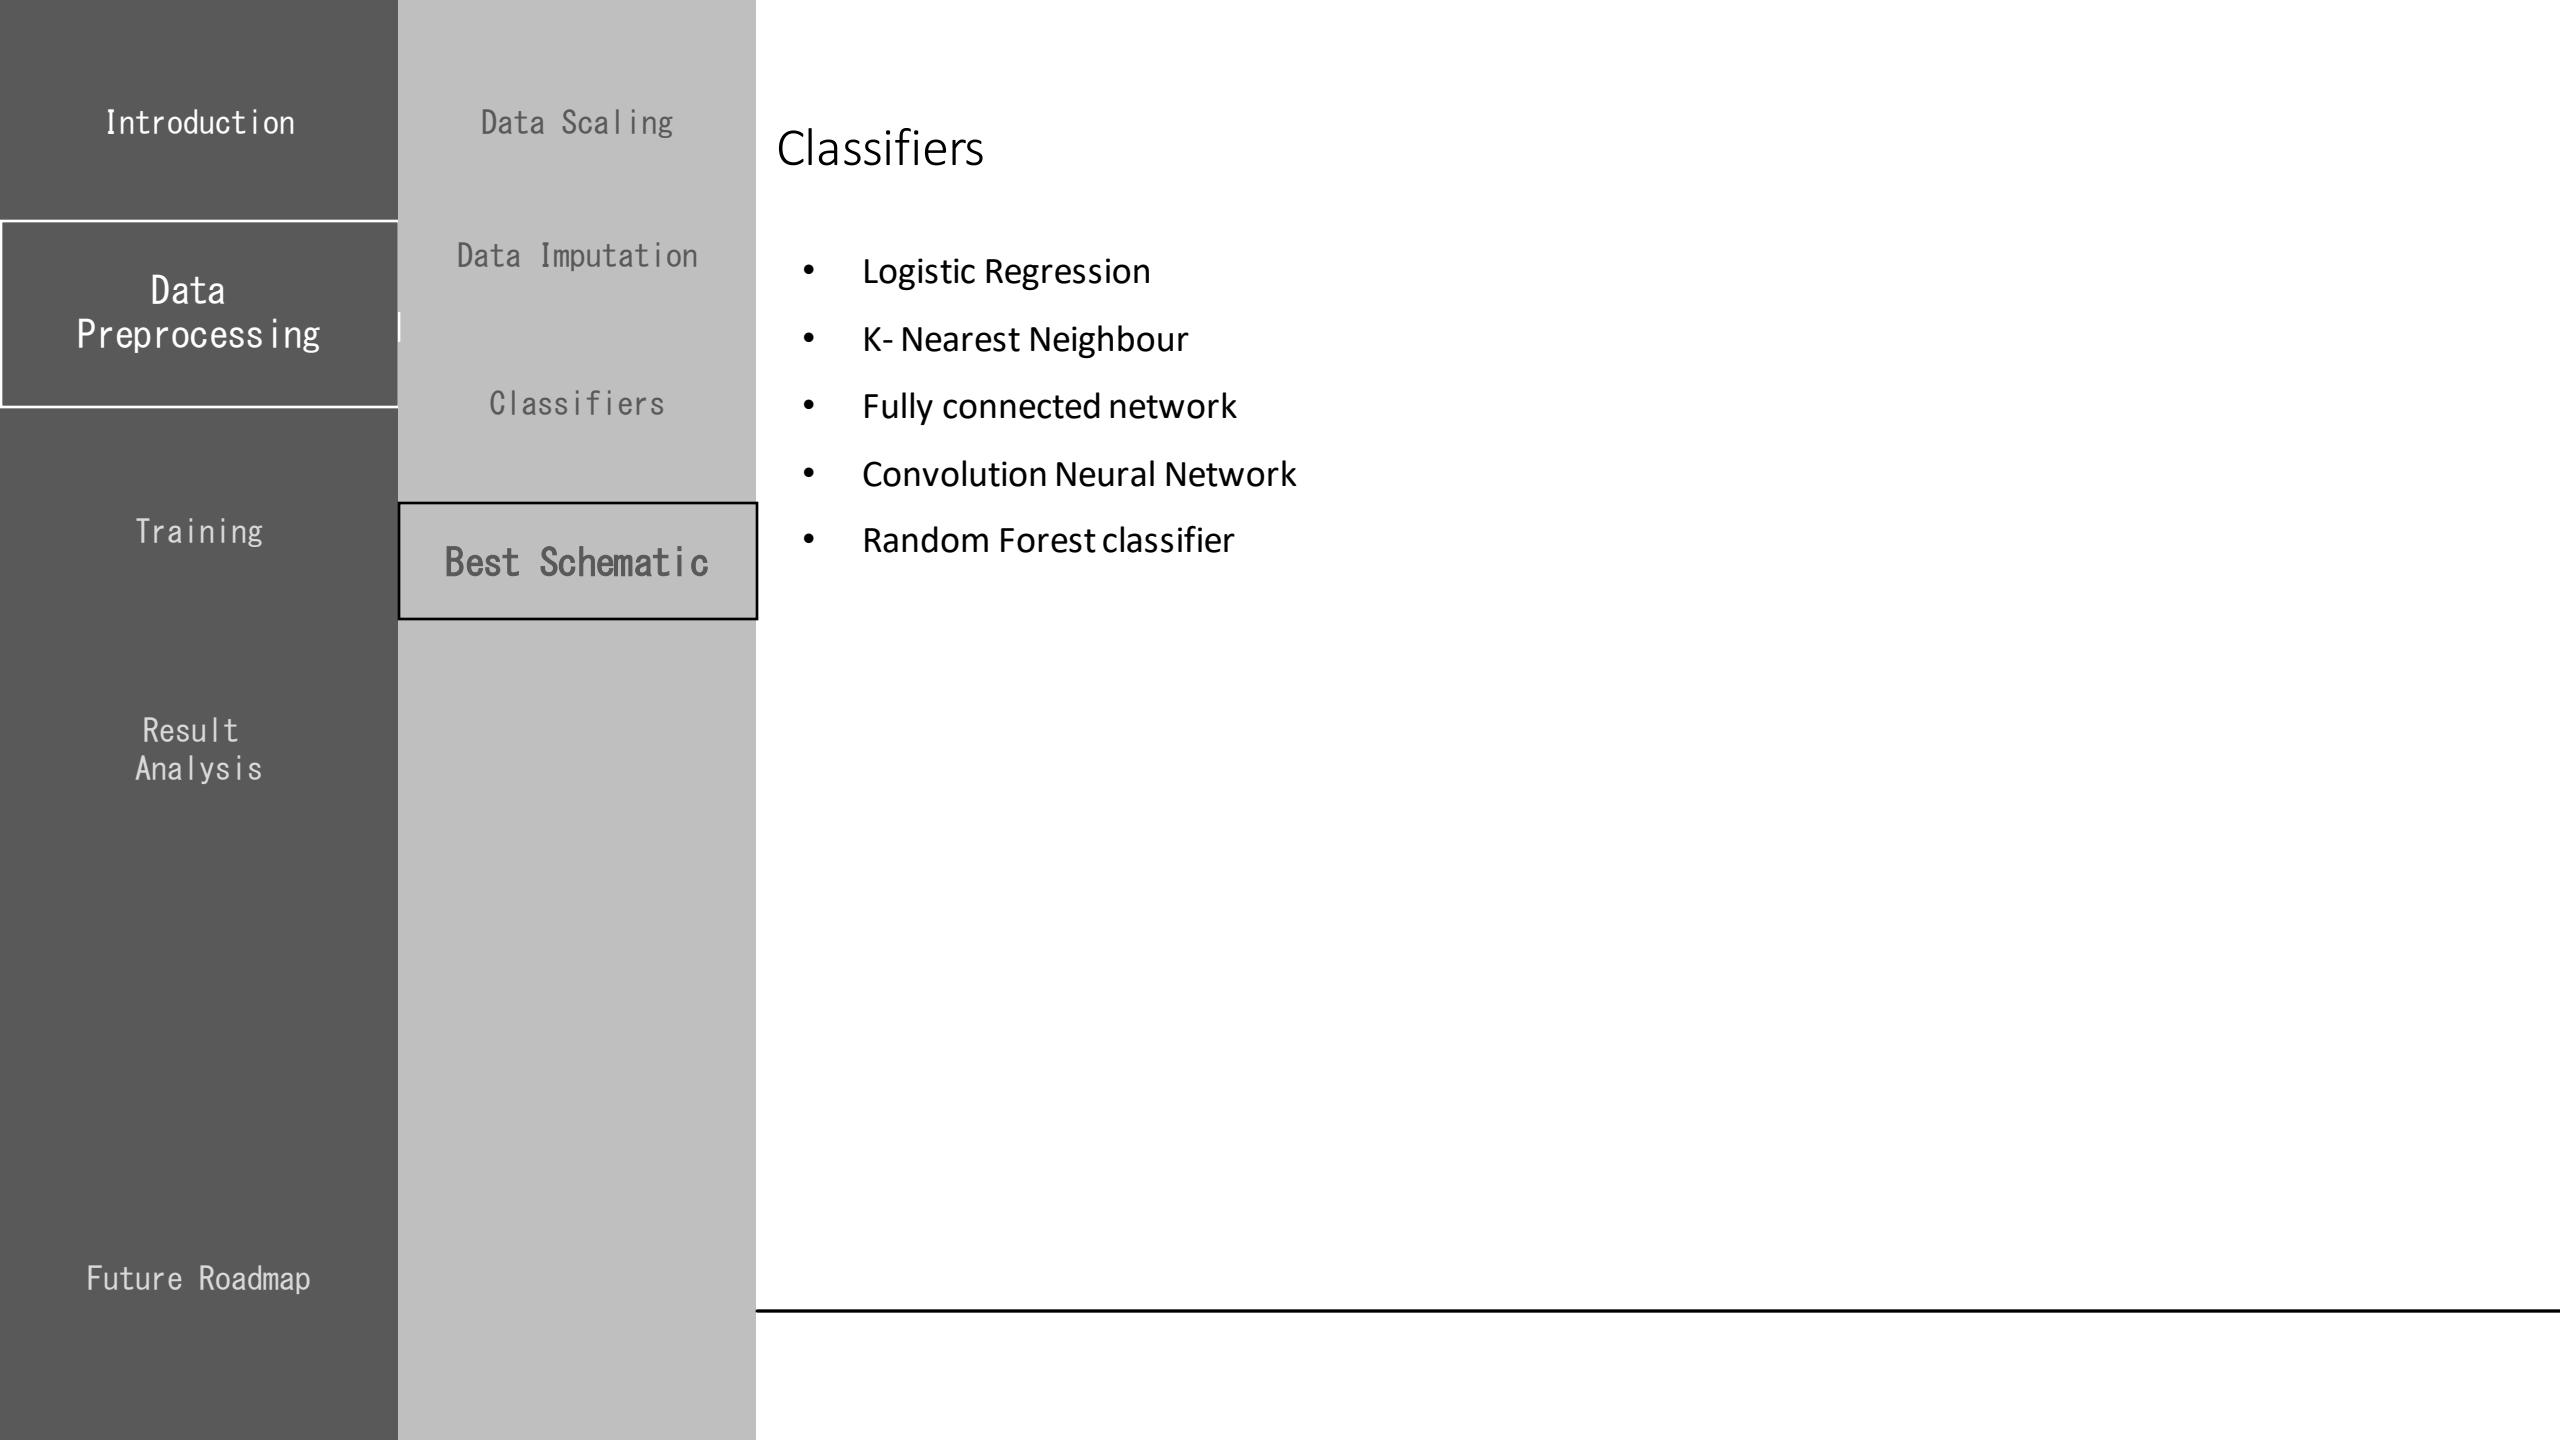 Introduction
Data
Preprocessing
Training
Result
Analysis
Future Roadmap
Data Scaling
Data Imputation
Classifiers
Best Schematic
Classifiers
• Logistic Regression
• K- Nearest Neighbour
• Fully connected network
• Convolution Neural Network
• Random Forest classifier